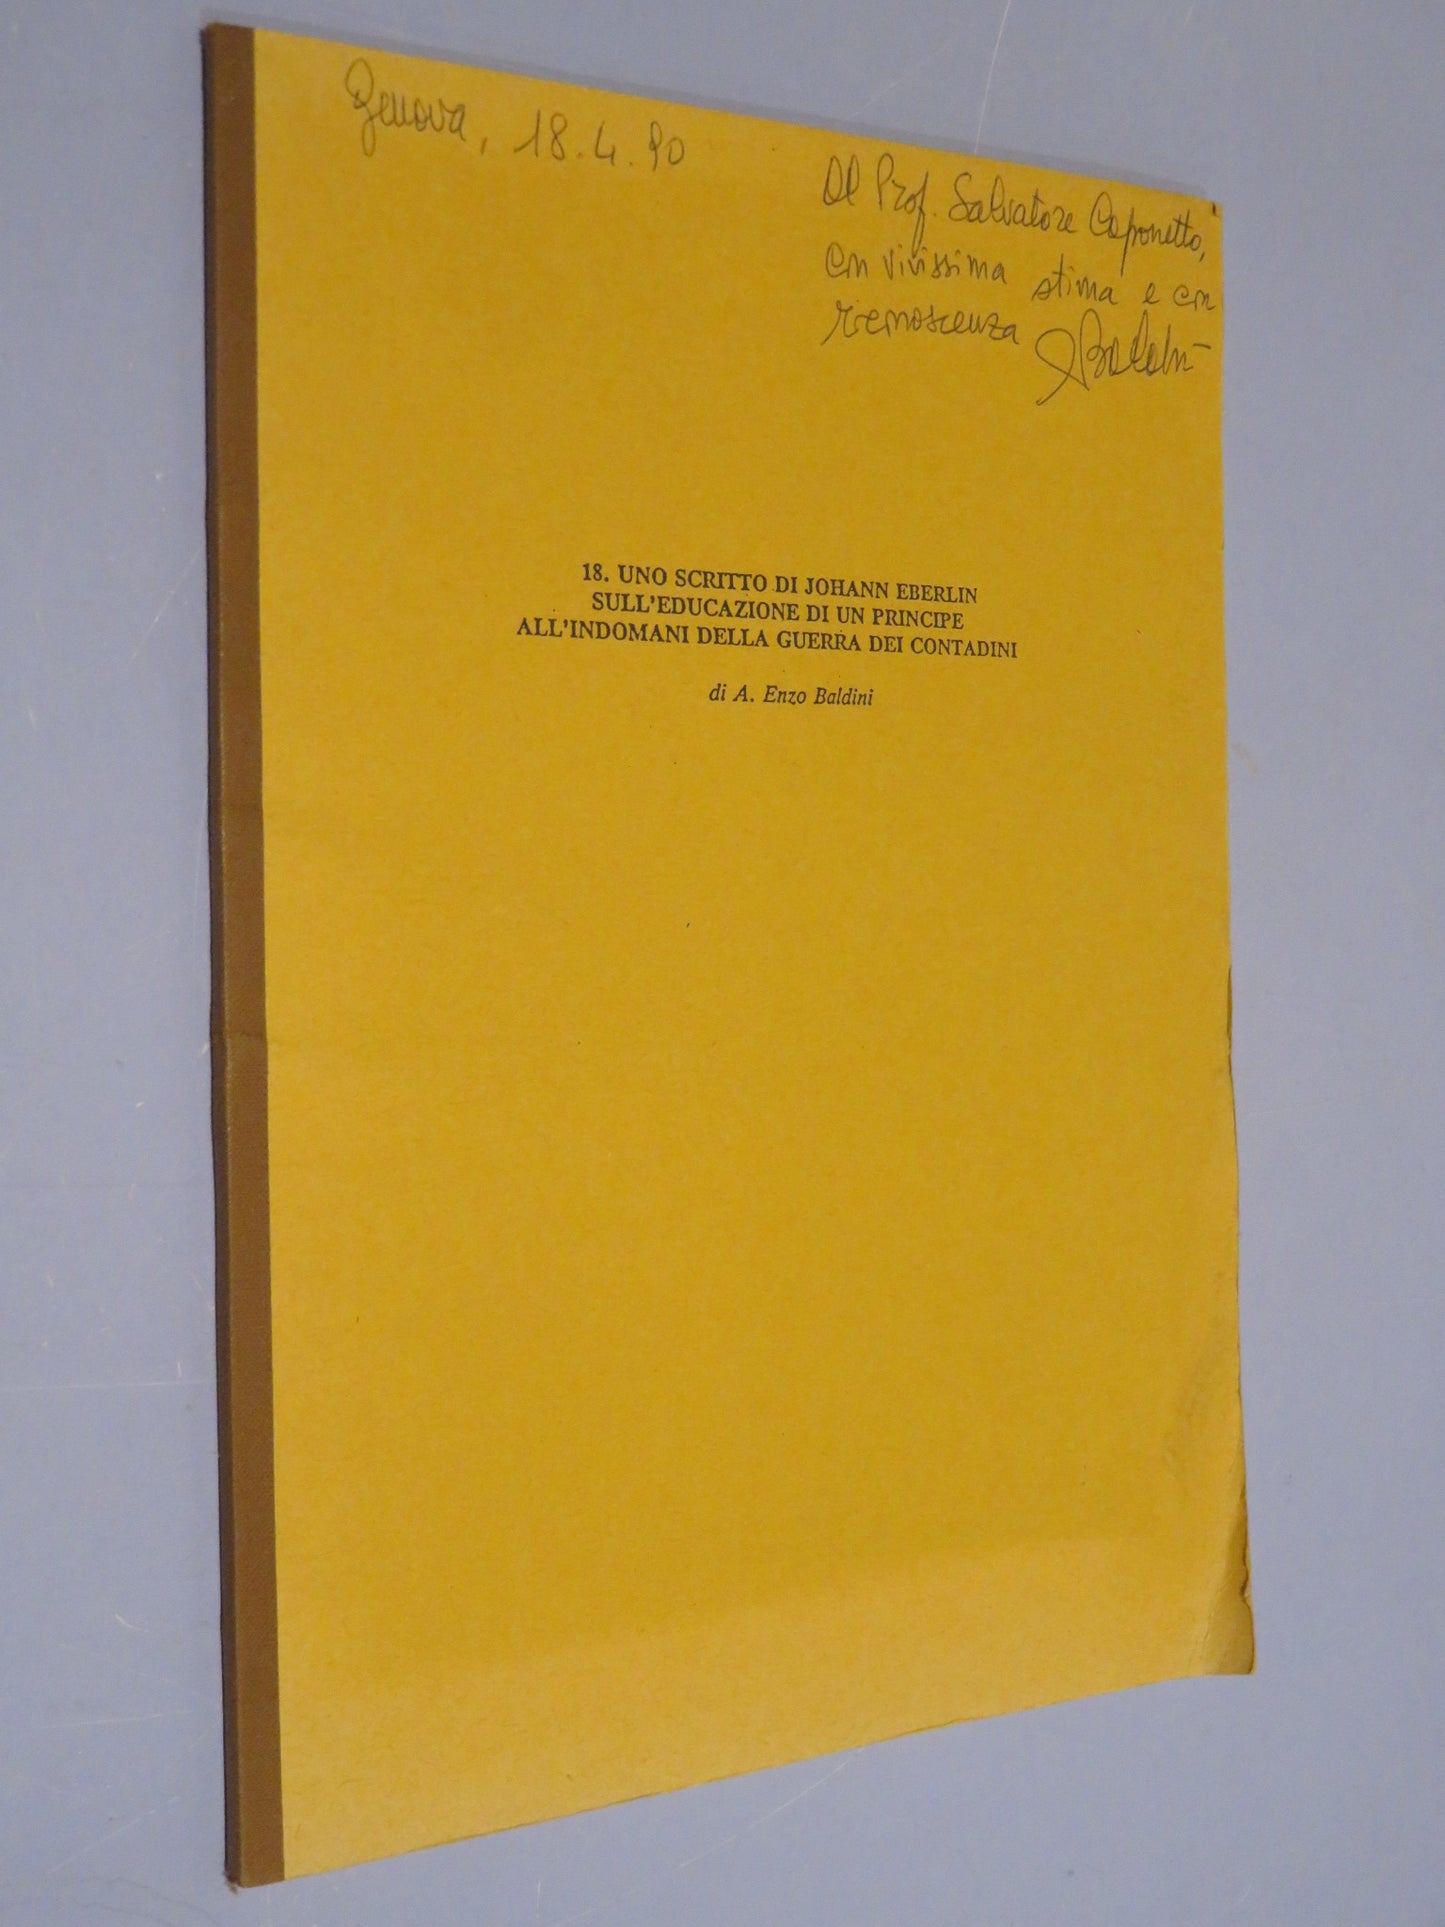 Genova, 18.4.90
Al Prof. Salvatore Caponetto,
con vivissima stima e con
riconoscenza ABaldini
18. UNO SCRITTO DI JOHANN EBERLIN
SULL'EDUCAZIONE DI UN PRINCIPE
ALL'INDOMANI DELLA GUERRA DEI CONTADINI
di A. Enzo Baldini